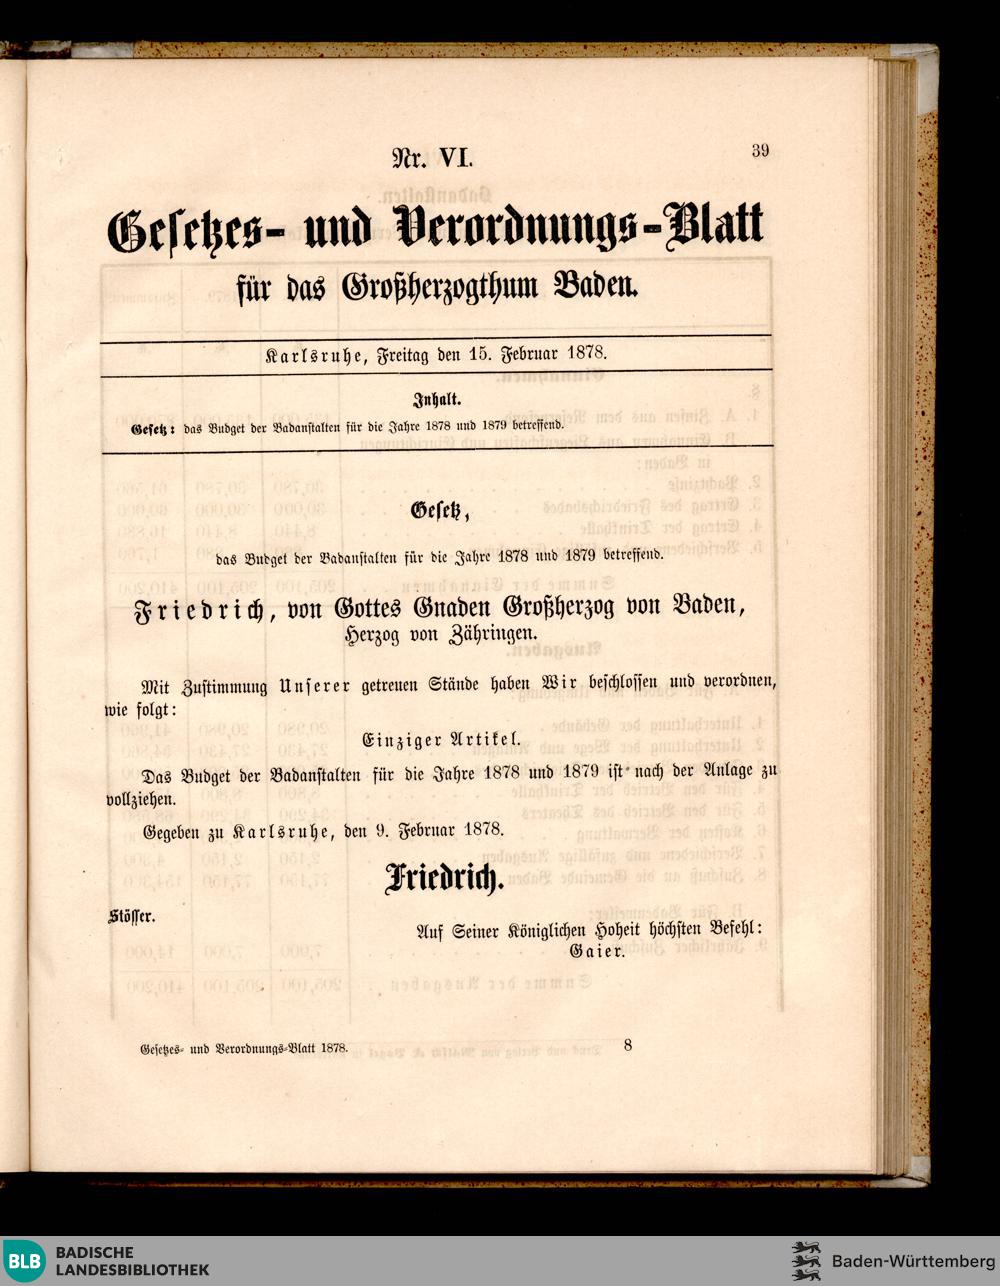 39
Nr. VI.
Gesetzes- und Verordnungs-Blatt
für das Großherzogthum Baden.
Karlsruhe, Freitag den 15. Februar 1878.
Inhalt.
Gesetz: das Budget der Badanstalten für die Jahre 1878 und 1879 betreffend.
Gesetz,
das Budget der Badanstalten für die Jahre 1878 und 1879 betreffend.
Friedrich, von Gottes Gnaden Großherzog von Baden,
Herzog von Zähringen.
Mit Zustimmung Unserer getreuen Stände haben Wir beschlossen und verordnen,
wie folgt:
Einziger Artikel.
Das Budget der Badanstalten für die Jahre 1878 und 1879 ist nach der Anlage zu
vollziehen.
Gegeben zu Karlsruhe, den 9. Februar 1878.
Friedrich.
Stösser.
Auf Seiner Königlichen Hoheit höchsten Befehl:
Gaier.
Gesetzes- und Verordnungs-Blatt 1878. 8
BLB BADISCHE
LANDESBIBLIOTHEK
Baden-Württemberg